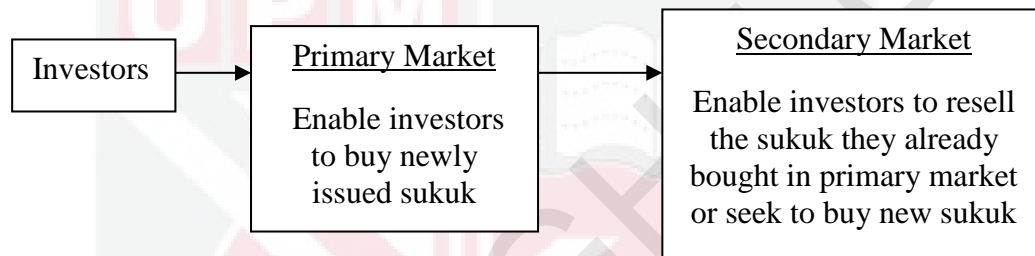 Investors
Primary Market
Enable investors
to buy newly
issued sukuk
Secondary Market
Enable investors to resell
the sukuk they already
bought in primary market
or seek to buy new sukuk
UPM